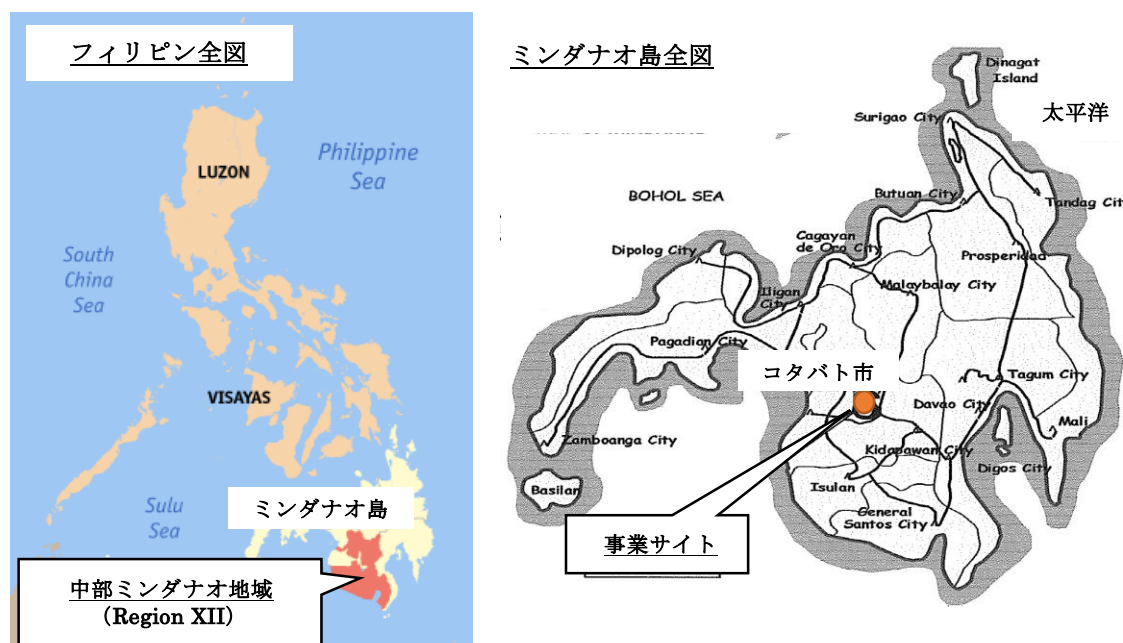 フィリピン全図
LUZON
Philippine
Sea
South
China
Sea
VISAYAS
Sulu
Sea
ミンダナオ島
中部ミンダナオ地域
(Region XII)
ミンダナオ島全図
Dinagat
Island
太平洋
Surigao City
BOHOL SEA
Butuan City
Tandag Cit
Cagayan
de Oro City
Dipolog City
Prosperidad
Iligan
City
Malaybalay City
Pagadian City
コタバト市
Tagum City
Davao City
Mali
Zamboanga City
Kidapawan City
Digos City
Isulan
Basilan
General
Santos City
事業サイト